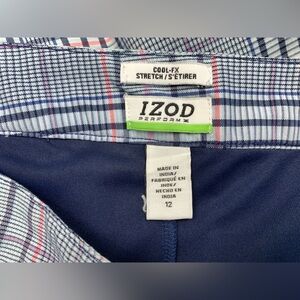 COOL-FX
STRETCH / S'ÉTIRER
IZOD
PERFORM X
MADE IN
INDIA/
FABRIQUÉ EN
INDE/
HECHO EN
INDIA
12